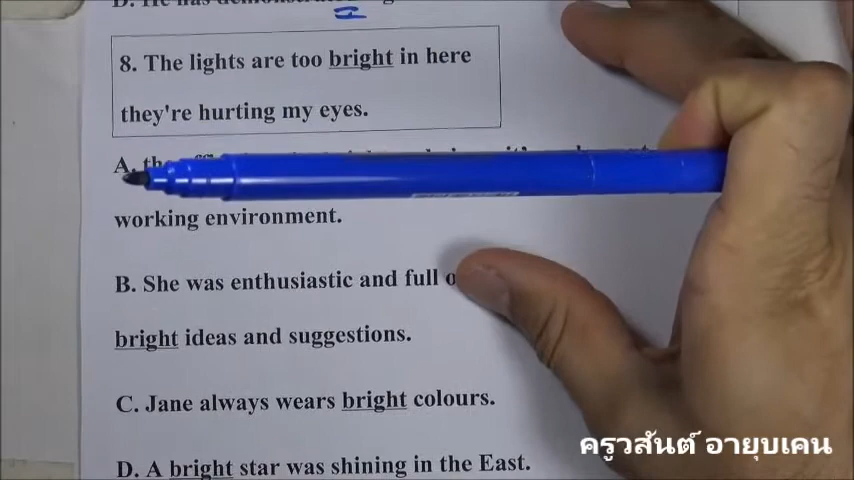 8. The lights are too bright in here
they're hurting my eyes.
A. the
working environment.
B. She was enthusiastic and full
bright ideas and suggestions.
C. Jane always wears bright colours.
D. A bright star was shining in the East.
ครูวสันต์ อายุบเคน